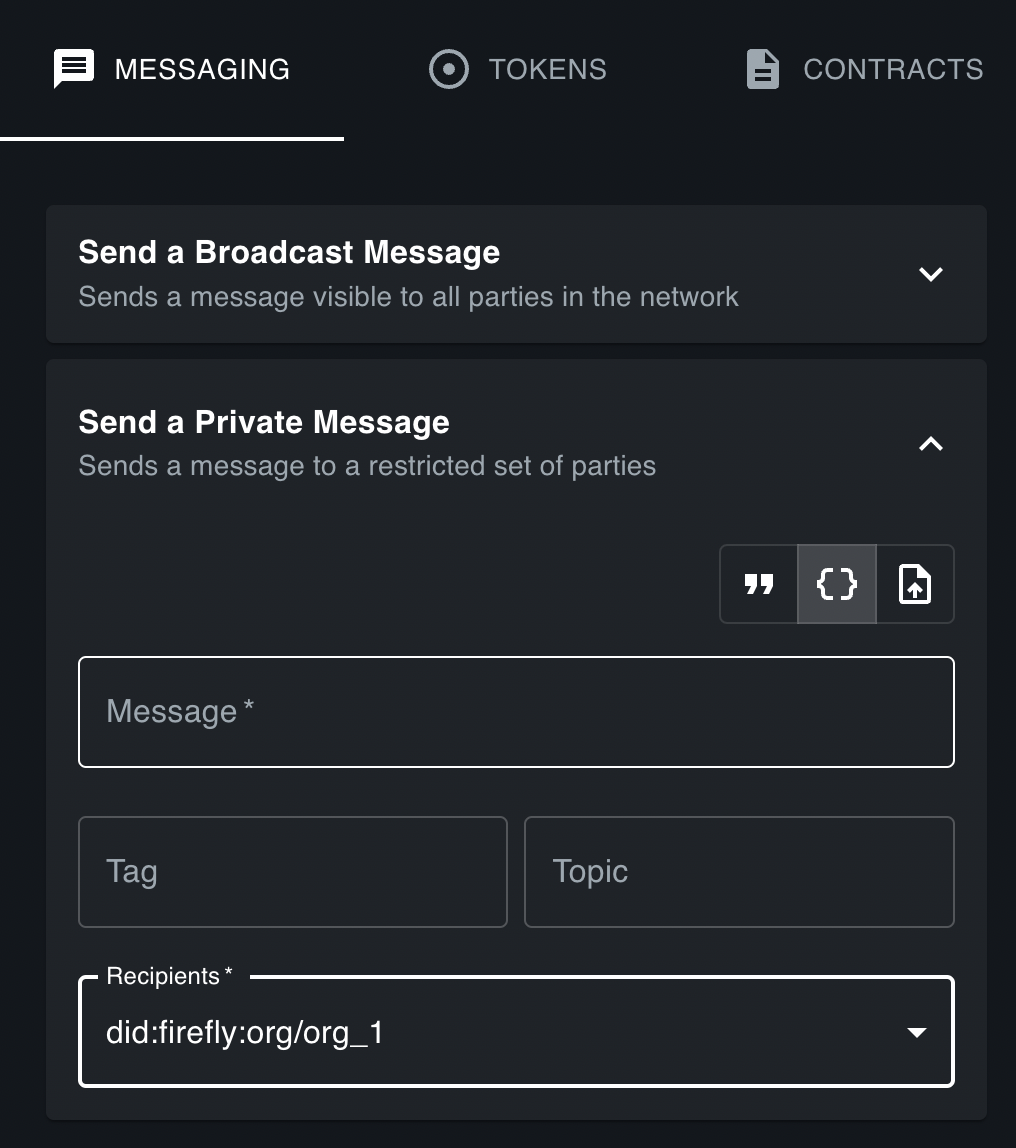 MESSAGING TOKENS CONTRACTS
Send a Broadcast Message
Sends a message visible to all parties in the network
Send a Private Message
Sends a message to a restricted set of parties
Message *
Tag Topic
Recipients *
did:firefly:org/org_1